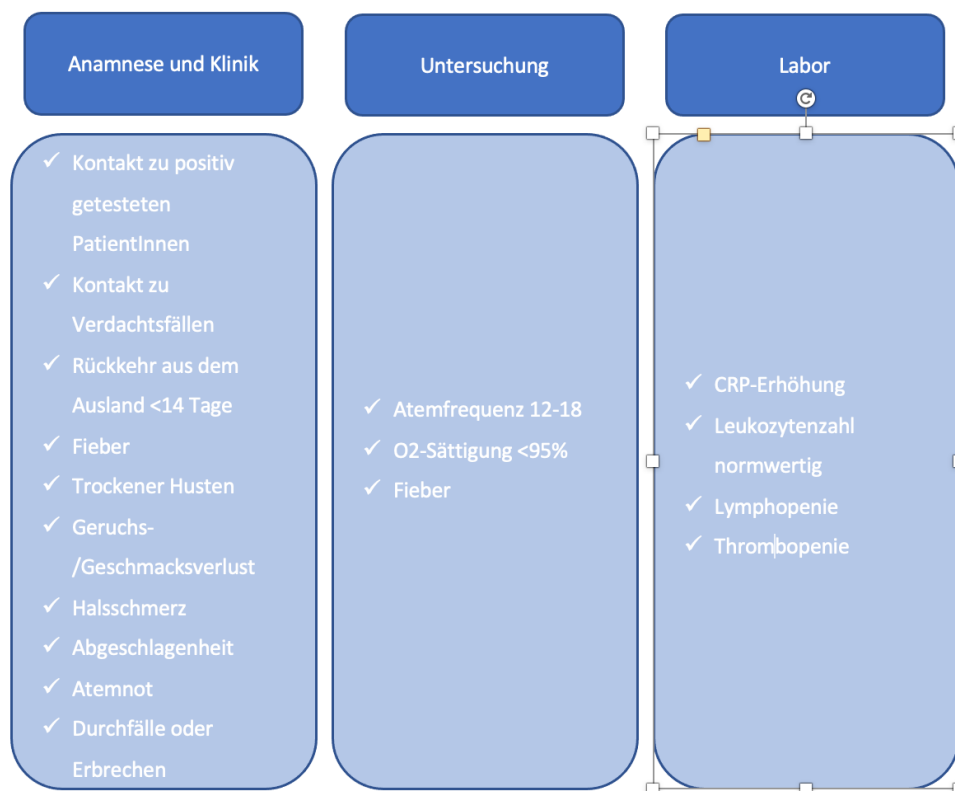 Anamnese und Klinik
Untersuchung
Labor
✓ Kontakt zu positiv
getesteten
PatientInnen
✓ Kontakt zu
Verdachtsfällen
✓ Rückkehr aus dem
Ausland <14 Tage
✓ Fieber
✓ Trockener Husten
✓ Geruchs-
/Geschmacksverlust
✓ Halsschmerz
✓ Abgeschlagenheit
✓ Atemnot
✓ Durchfälle oder
Erbrechen
✓ Atemfrequenz 12-18
✓ O2-Sättigung <95%
✓ Fieber
✓ CRP-Erhöhung
✓ Leukozytenzahl
normwertig
✓ Lymphopenie
✓ Thrombopenie